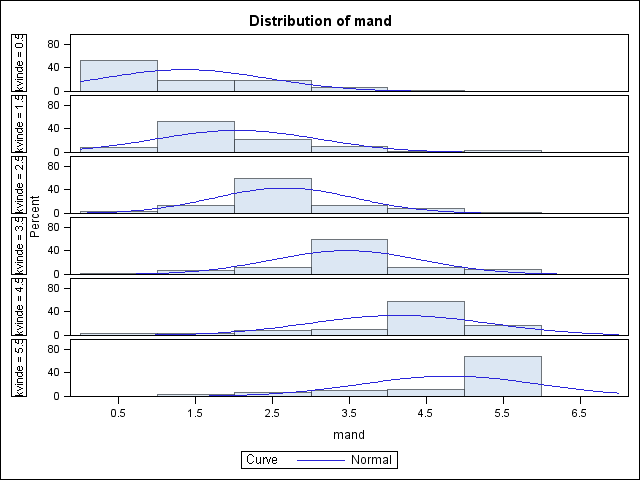 Distribution of mand
kvinde = 0.5
80
40
0
kvinde = 1.5
80
40
0
kvinde = 2.5
80
40
0
Percent
kvinde = 3.5
80
40
0
kvinde = 4.5
80
40
0
kvinde = 5.5
80
40
0
0.5 1.5 2.5 3.5 4.5 5.5 6.5
mand
Curve Normal